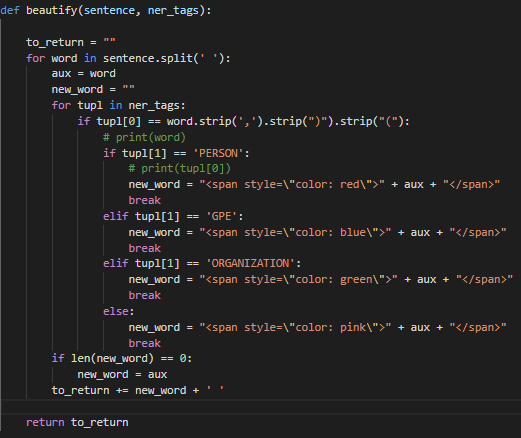 def beautify(sentence, ner_tags):
    to_return = ""
    for word in sentence.split(' '):
        aux = word
        new_word = ""
        for tupl in ner_tags:
            if tupl[0] == word.strip(',').strip(")").strip("("):
                # print(word)
                if tupl[1] == 'PERSON':
                    # print(tupl[0])
                    new_word = "<span style=\"color: red\">" + aux + "</span>"
                    break
                elif tupl[1] == 'GPE':
                    new_word = "<span style=\"color: blue\">" + aux + "</span>"
                    break
                elif tupl[1] == 'ORGANIZATION':
                    new_word = "<span style=\"color: green\">" + aux + "</span>"
                    break
                else:
                    new_word = "<span style=\"color: pink\">" + aux + "</span>"
                    break
        if len(new_word) == 0:
            new_word = aux
        to_return += new_word + ' '
    return to_return